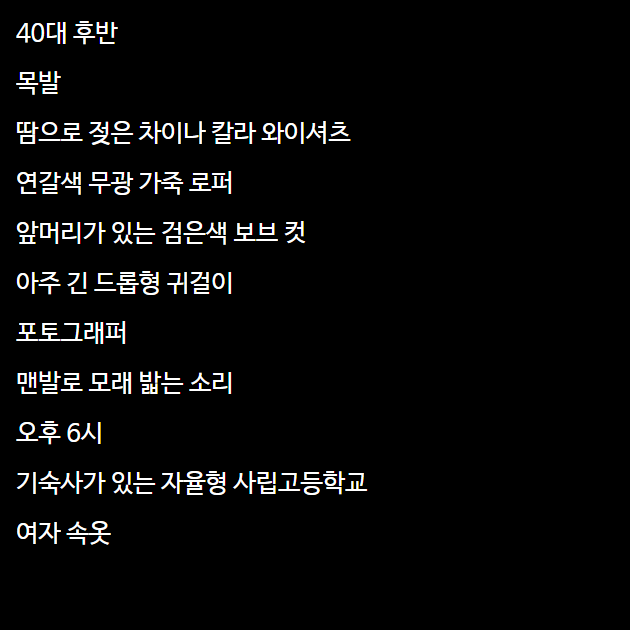 40대 후반
목발
땀으로 젖은 차이나 칼라 와이셔츠
연갈색 무광 가죽 로퍼
앞머리가 있는 검은색 보브 컷
아주 긴 드롭형 귀걸이
포토그래퍼
맨발로 모래 밟는 소리
오후 6시
기숙사가 있는 자율형 사립고등학교
여자 속옷